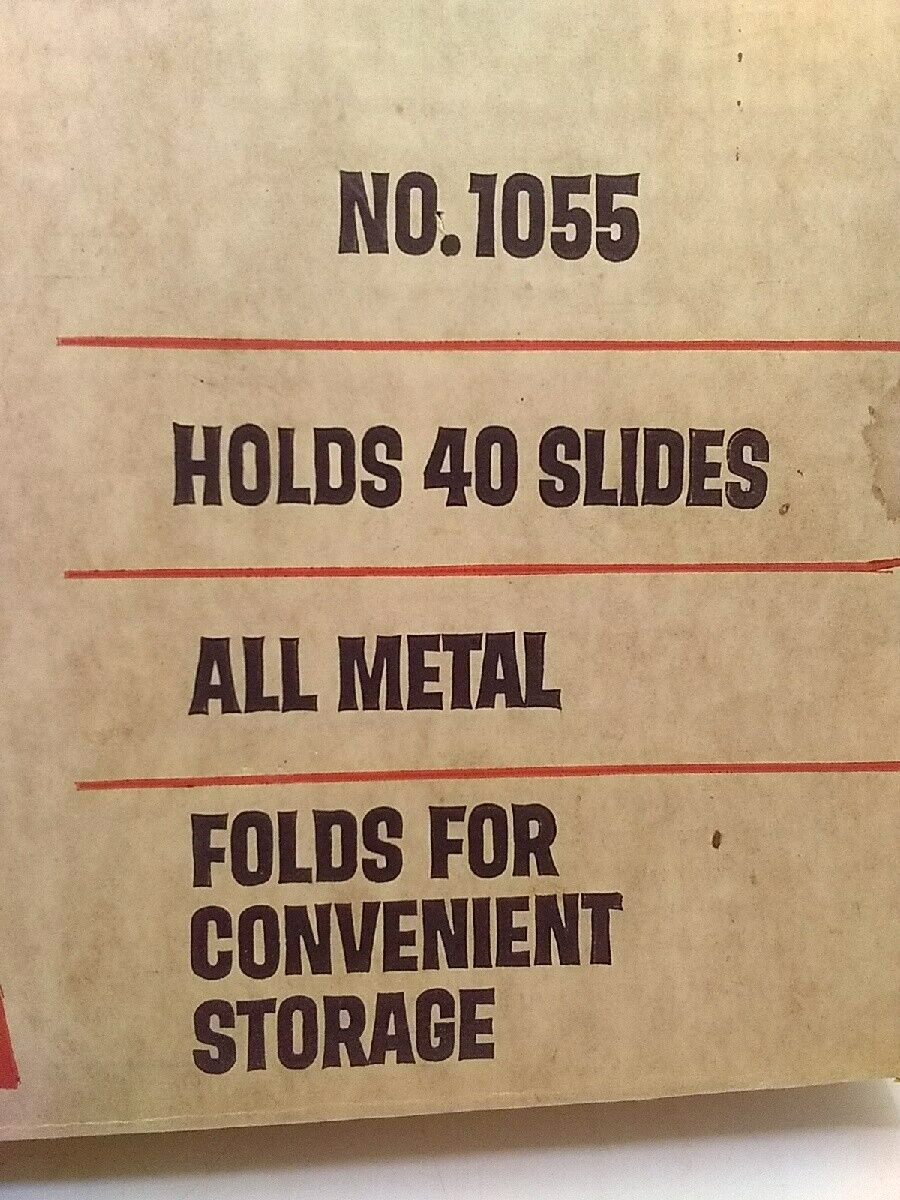 NO. 1055
HOLDS 40 SLIDES
ALL METAL
FOLDS FOR
CONVENIENT
STORAGE